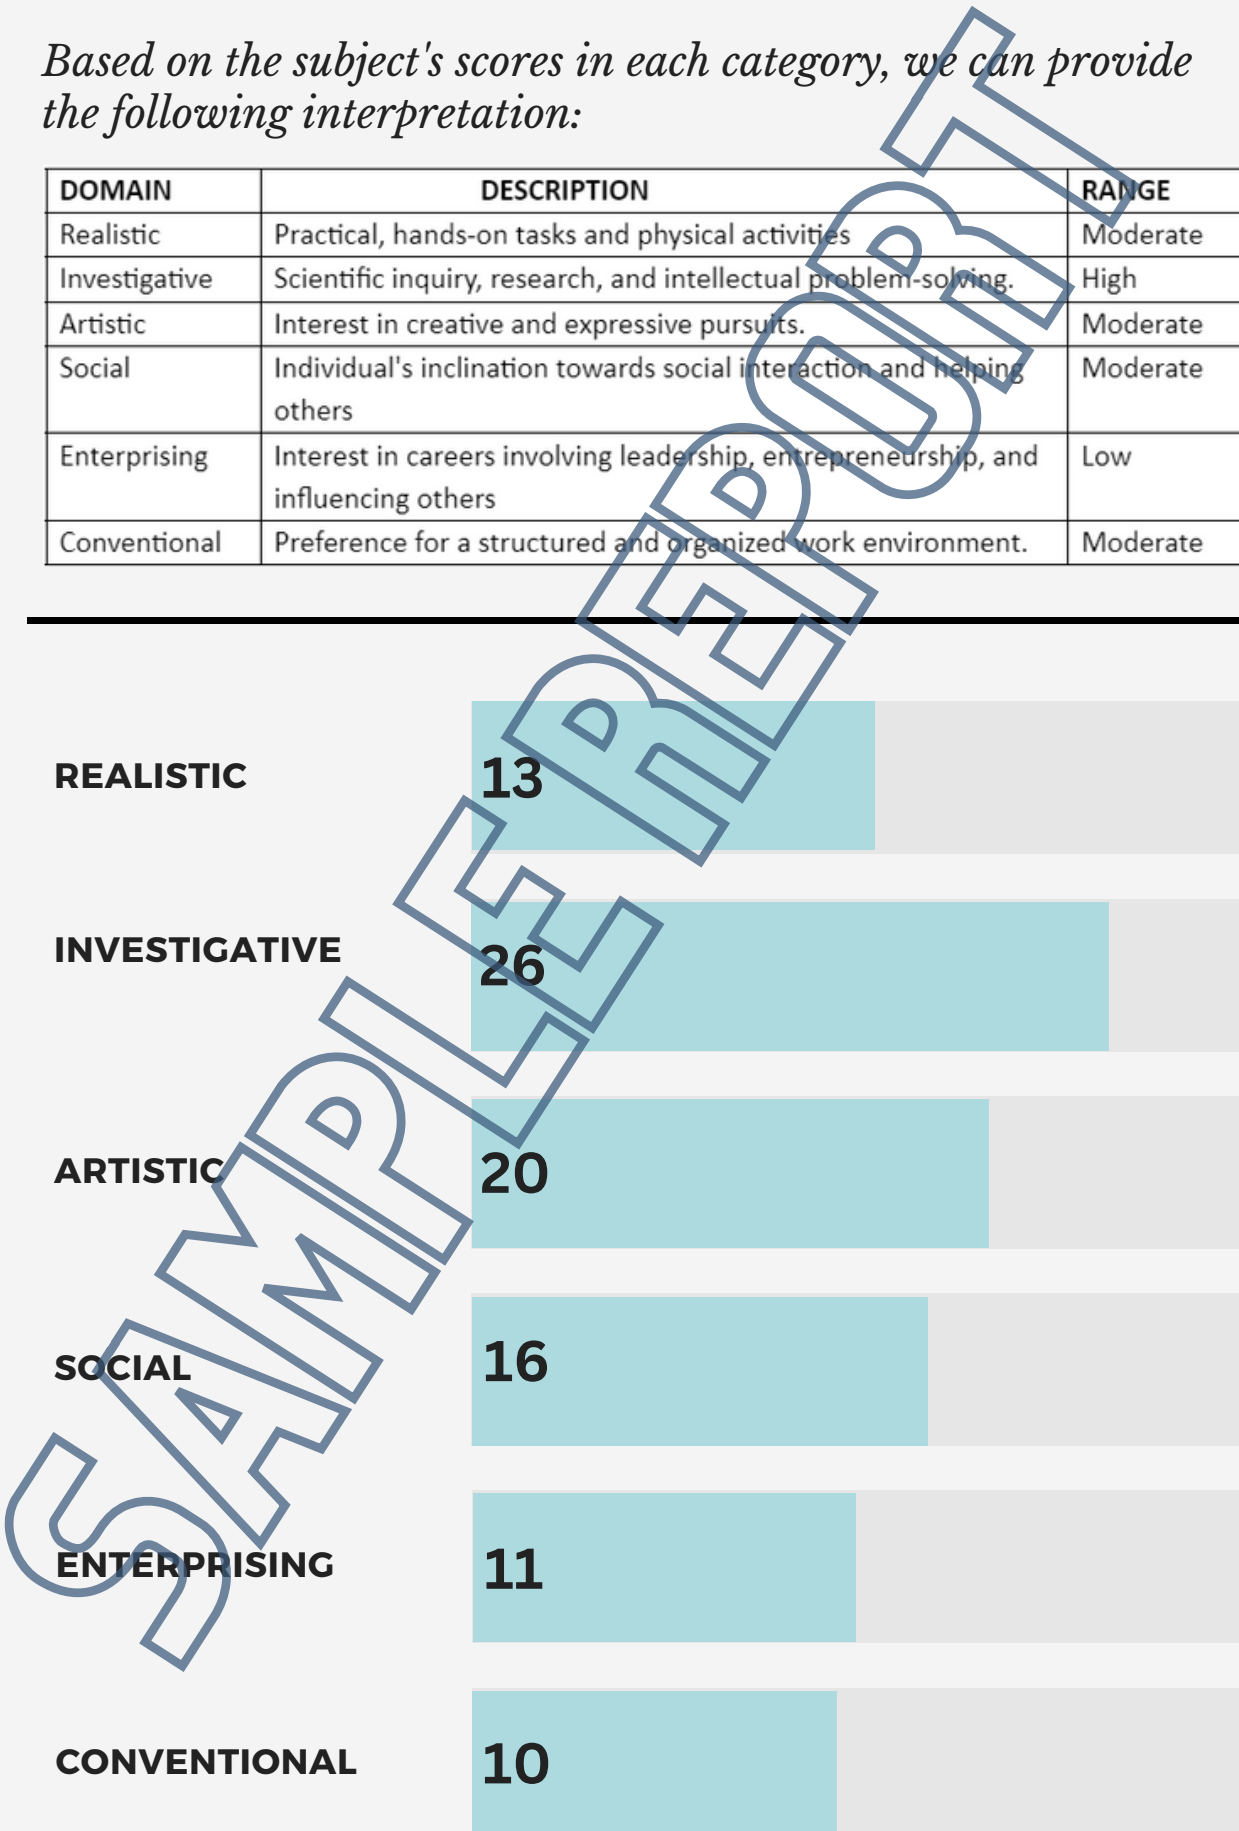 Based on the subject's scores in each category, we can provide
the following interpretation:
DOMAIN DESCRIPTION RANGE
Realistic Practical, hands-on tasks and physical activities Moderate
Investigative Scientific inquiry, research, and intellectual problem-solving. High
Artistic Interest in creative and expressive pursuits. Moderate
Social Individual's inclination towards social interaction and helping Moderate
others
Enterprising Interest in careers involving leadership, entrepreneurship, and Low
influencing others
Conventional Preference for a structured and organized work environment. Moderate
REALISTIC 13
INVESTIGATIVE 26
ARTISTIC 20
SOCIAL 16
ENTERPRISING 11
CONVENTIONAL 10
SAMPLE REPORT